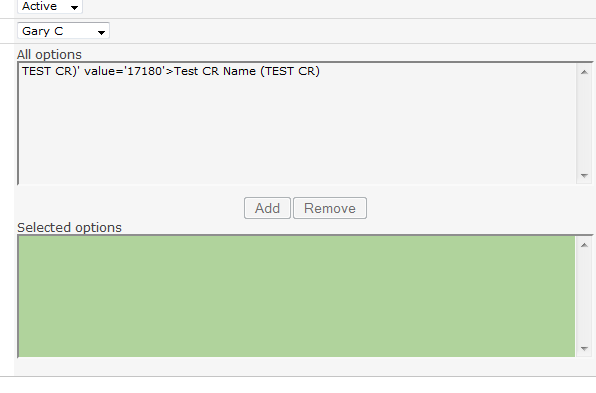 Active
Gary C
All options
TEST CR)' value='17180'>Test CR Name (TEST CR)
Add Remove
Selected options